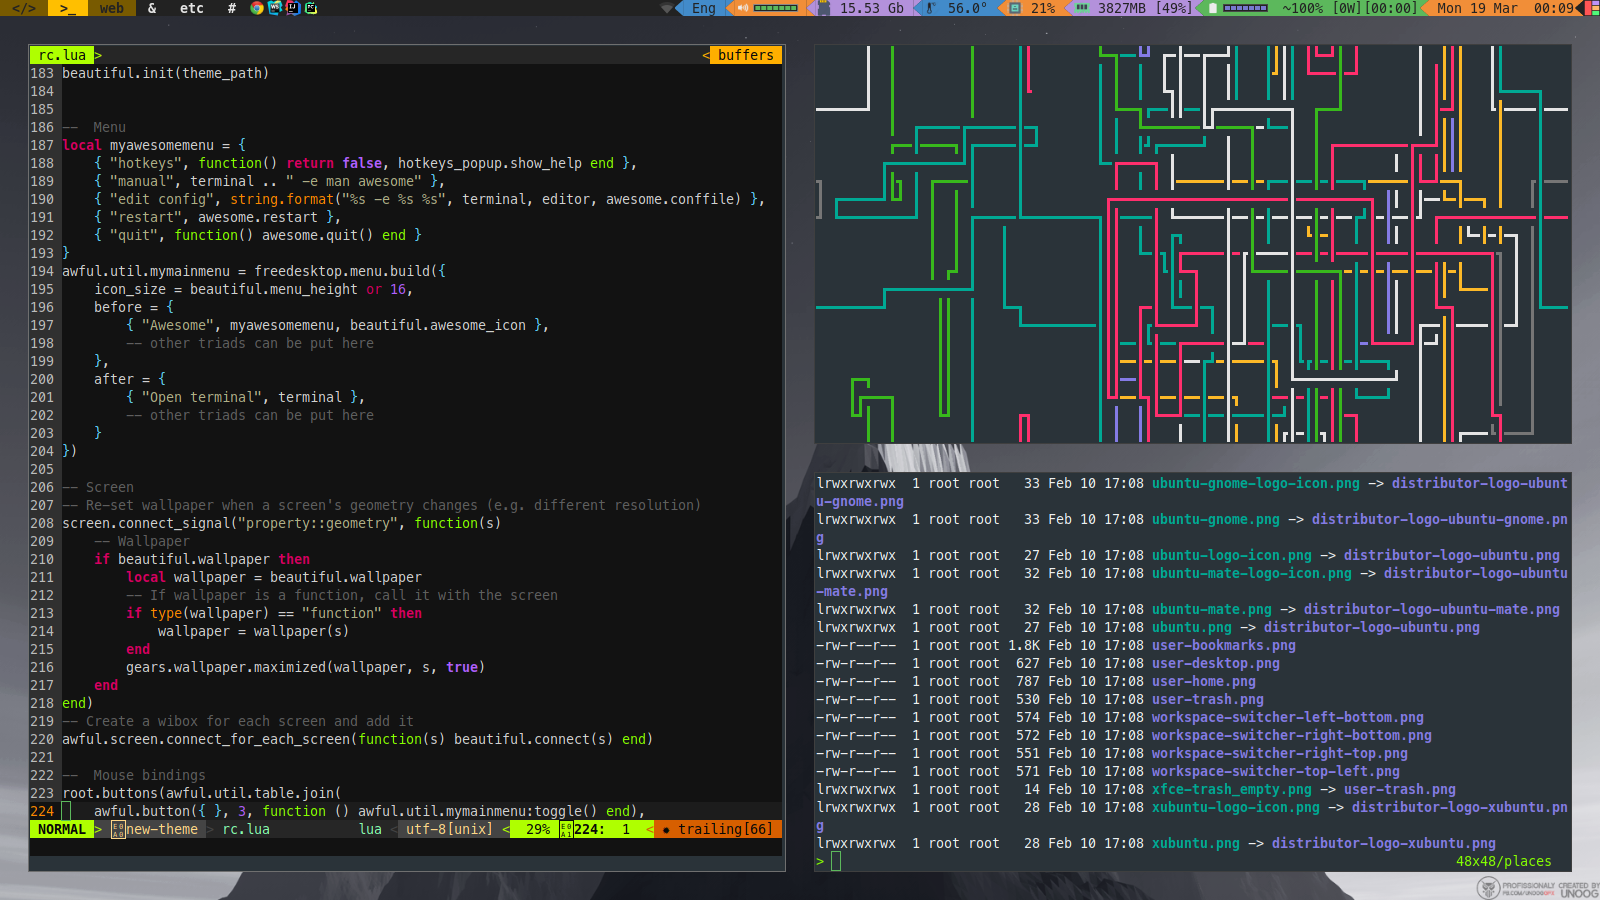 </> >_ web & etc # Eng 15.53 Gb 56.0° 21% 3827MB [49%] ~100% [0W][00:00] Mon 19 Mar 00:09
rc.lua > < buffers
183 beautiful.init(theme_path)
184
185
186 -- Menu
187 local myawesomemenu = {
188 { "hotkeys", function() return false, hotkeys_popup.show_help end },
189 { "manual", terminal .. " -e man awesome" },
190 { "edit config", string.format("%s -e %s %s", terminal, editor, awesome.conffile) },
191 { "restart", awesome.restart },
192 { "quit", function() awesome.quit() end }
193 }
194 awful.util.mymainmenu = freedesktop.menu.build({
195 icon_size = beautiful.menu_height or 16,
196 before = {
197 { "Awesome", myawesomemenu, beautiful.awesome_icon },
198 -- other triads can be put here
199 },
200 after = {
201 { "Open terminal", terminal },
202 -- other triads can be put here
203 }
204 })
205
206 -- Screen
207 -- Re-set wallpaper when a screen's geometry changes (e.g. different resolution)
208 screen.connect_signal("property::geometry", function(s)
209 -- Wallpaper
210 if beautiful.wallpaper then
211 local wallpaper = beautiful.wallpaper
212 -- If wallpaper is a function, call it with the screen
213 if type(wallpaper) == "function" then
214 wallpaper = wallpaper(s)
215 end
216 gears.wallpaper.maximized(wallpaper, s, true)
217 end
218 end)
219 -- Create a wibox for each screen and add it
220 awful.screen.connect_for_each_screen(function(s) beautiful.connect(s) end)
221
222 -- Mouse bindings
223 root.buttons(awful.util.table.join(
224 awful.button({ }, 3, function () awful.util.mymainmenu:toggle() end),
NORMAL > new-theme > rc.lua lua < utf-8[unix] < 29% 224: 1 < trailing[66]
lrwxrwxrwx 1 root root 33 Feb 10 17:08 ubuntu-gnome-logo-icon.png -> distributor-logo-ubunt
u-gnome.png
lrwxrwxrwx 1 root root 33 Feb 10 17:08 ubuntu-gnome.png -> distributor-logo-ubuntu-gnome.pn
g
lrwxrwxrwx 1 root root 27 Feb 10 17:08 ubuntu-logo-icon.png -> distributor-logo-ubuntu.png
lrwxrwxrwx 1 root root 32 Feb 10 17:08 ubuntu-mate-logo-icon.png -> distributor-logo-ubuntu
-mate.png
lrwxrwxrwx 1 root root 32 Feb 10 17:08 ubuntu-mate.png -> distributor-logo-ubuntu-mate.png
lrwxrwxrwx 1 root root 27 Feb 10 17:08 ubuntu.png -> distributor-logo-ubuntu.png
-rw-r--r-- 1 root root 1.8K Feb 10 17:08 user-bookmarks.png
-rw-r--r-- 1 root root 627 Feb 10 17:08 user-desktop.png
-rw-r--r-- 1 root root 787 Feb 10 17:08 user-home.png
-rw-r--r-- 1 root root 530 Feb 10 17:08 user-trash.png
-rw-r--r-- 1 root root 574 Feb 10 17:08 workspace-switcher-left-bottom.png
-rw-r--r-- 1 root root 572 Feb 10 17:08 workspace-switcher-right-bottom.png
-rw-r--r-- 1 root root 551 Feb 10 17:08 workspace-switcher-right-top.png
-rw-r--r-- 1 root root 571 Feb 10 17:08 workspace-switcher-top-left.png
lrwxrwxrwx 1 root root 14 Feb 10 17:08 xfce-trash_empty.png -> user-trash.png
lrwxrwxrwx 1 root root 28 Feb 10 17:08 xubuntu-logo-icon.png -> distributor-logo-xubuntu.pn
g
lrwxrwxrwx 1 root root 28 Feb 10 17:08 xubuntu.png -> distributor-logo-xubuntu.png
> 48x48/places
PROFISSIONALY CREATED BY
UNOOG